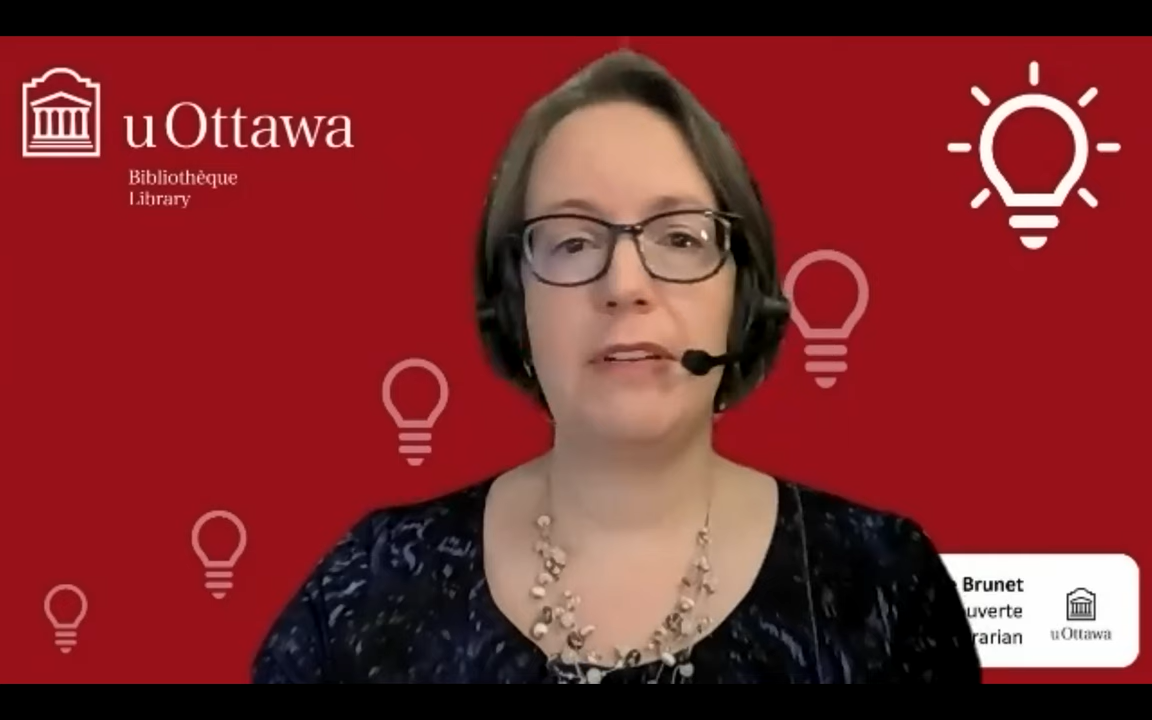 uOttawa
Bibliothèque
Library
Brunet
uverte
rarian
uOttawa